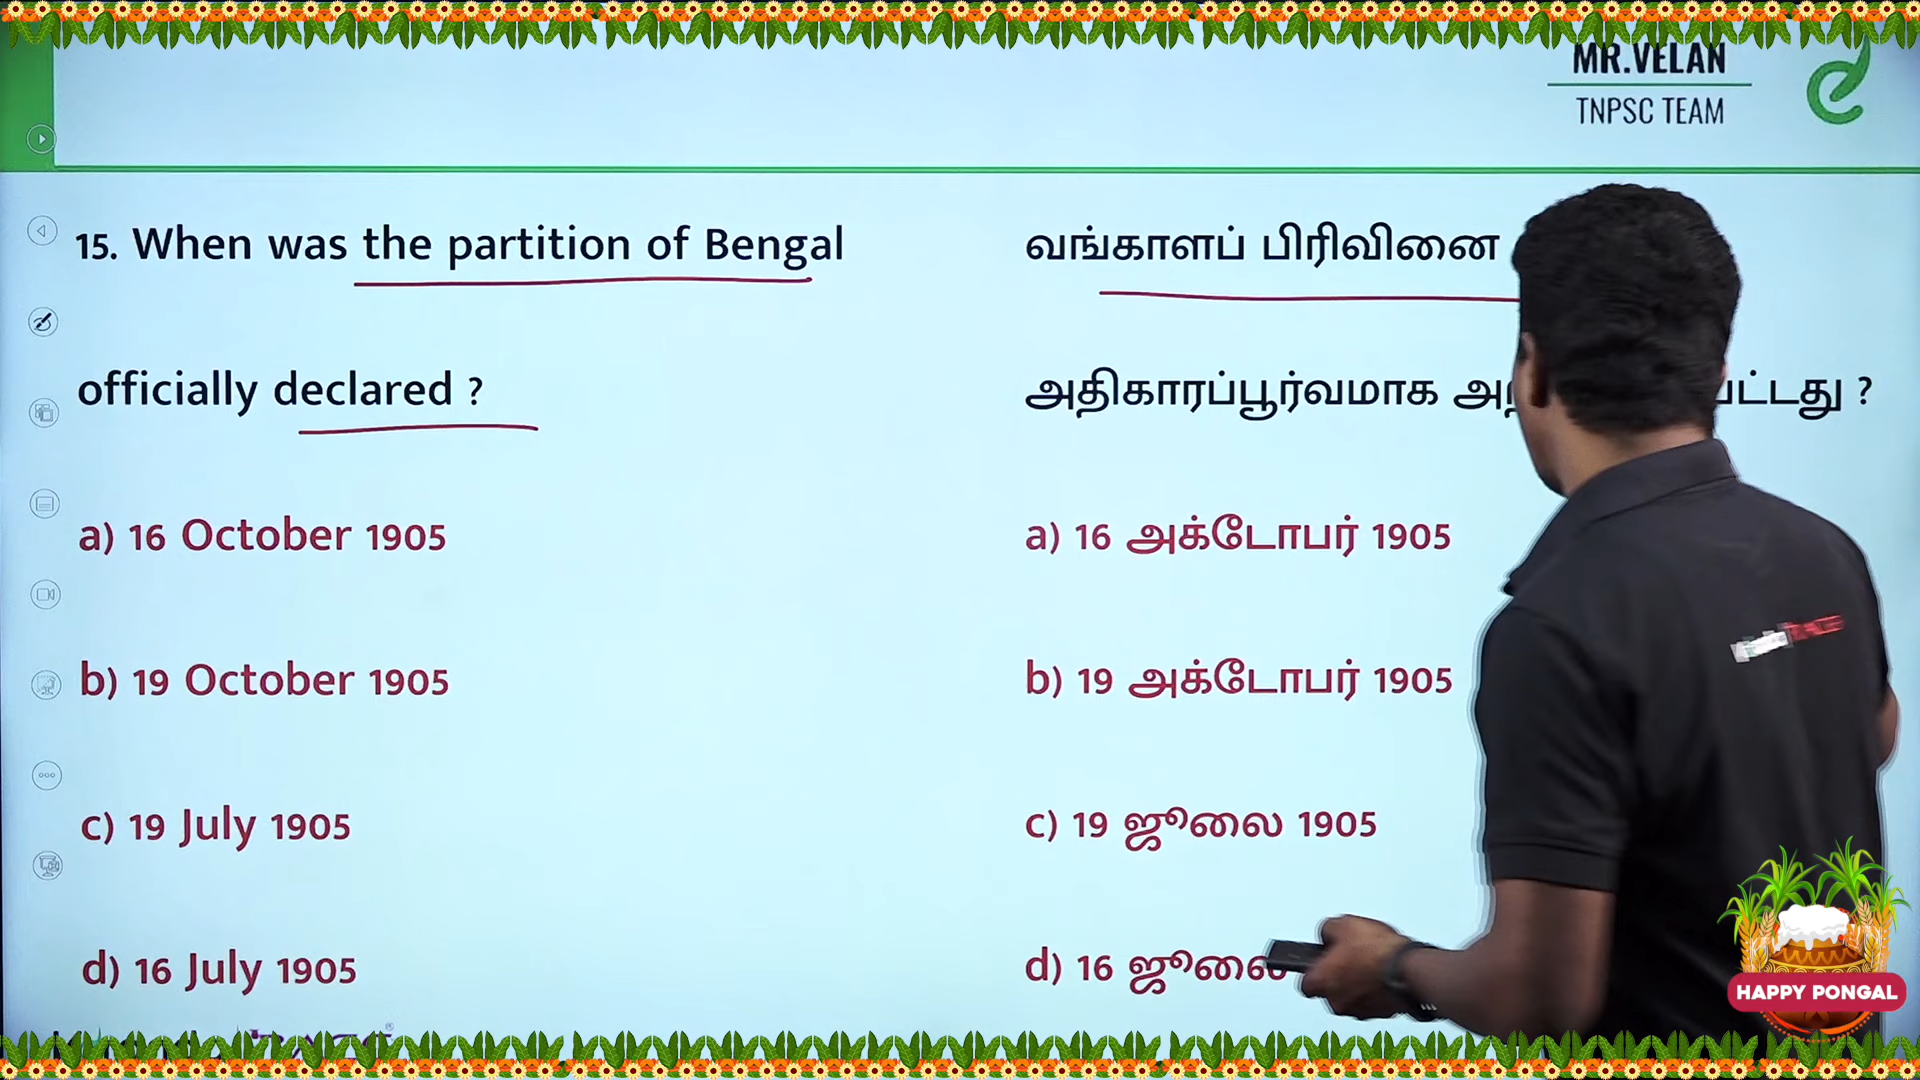 MR.VELAN
TNPSC TEAM
15. When was the partition of Bengal
officially declared ?
a) 16 October 1905
b) 19 October 1905
c) 19 July 1905
d) 16 July 1905
வங்காளப் பிரிவினை
அதிகாரப்பூர்வமாக ?
a) 16 அக்டோபர் 1905
b) 19 அக்டோபர் 1905
c) 19 ஜூலை 1905
d) 16 ஜூலை
HAPPY PONGAL